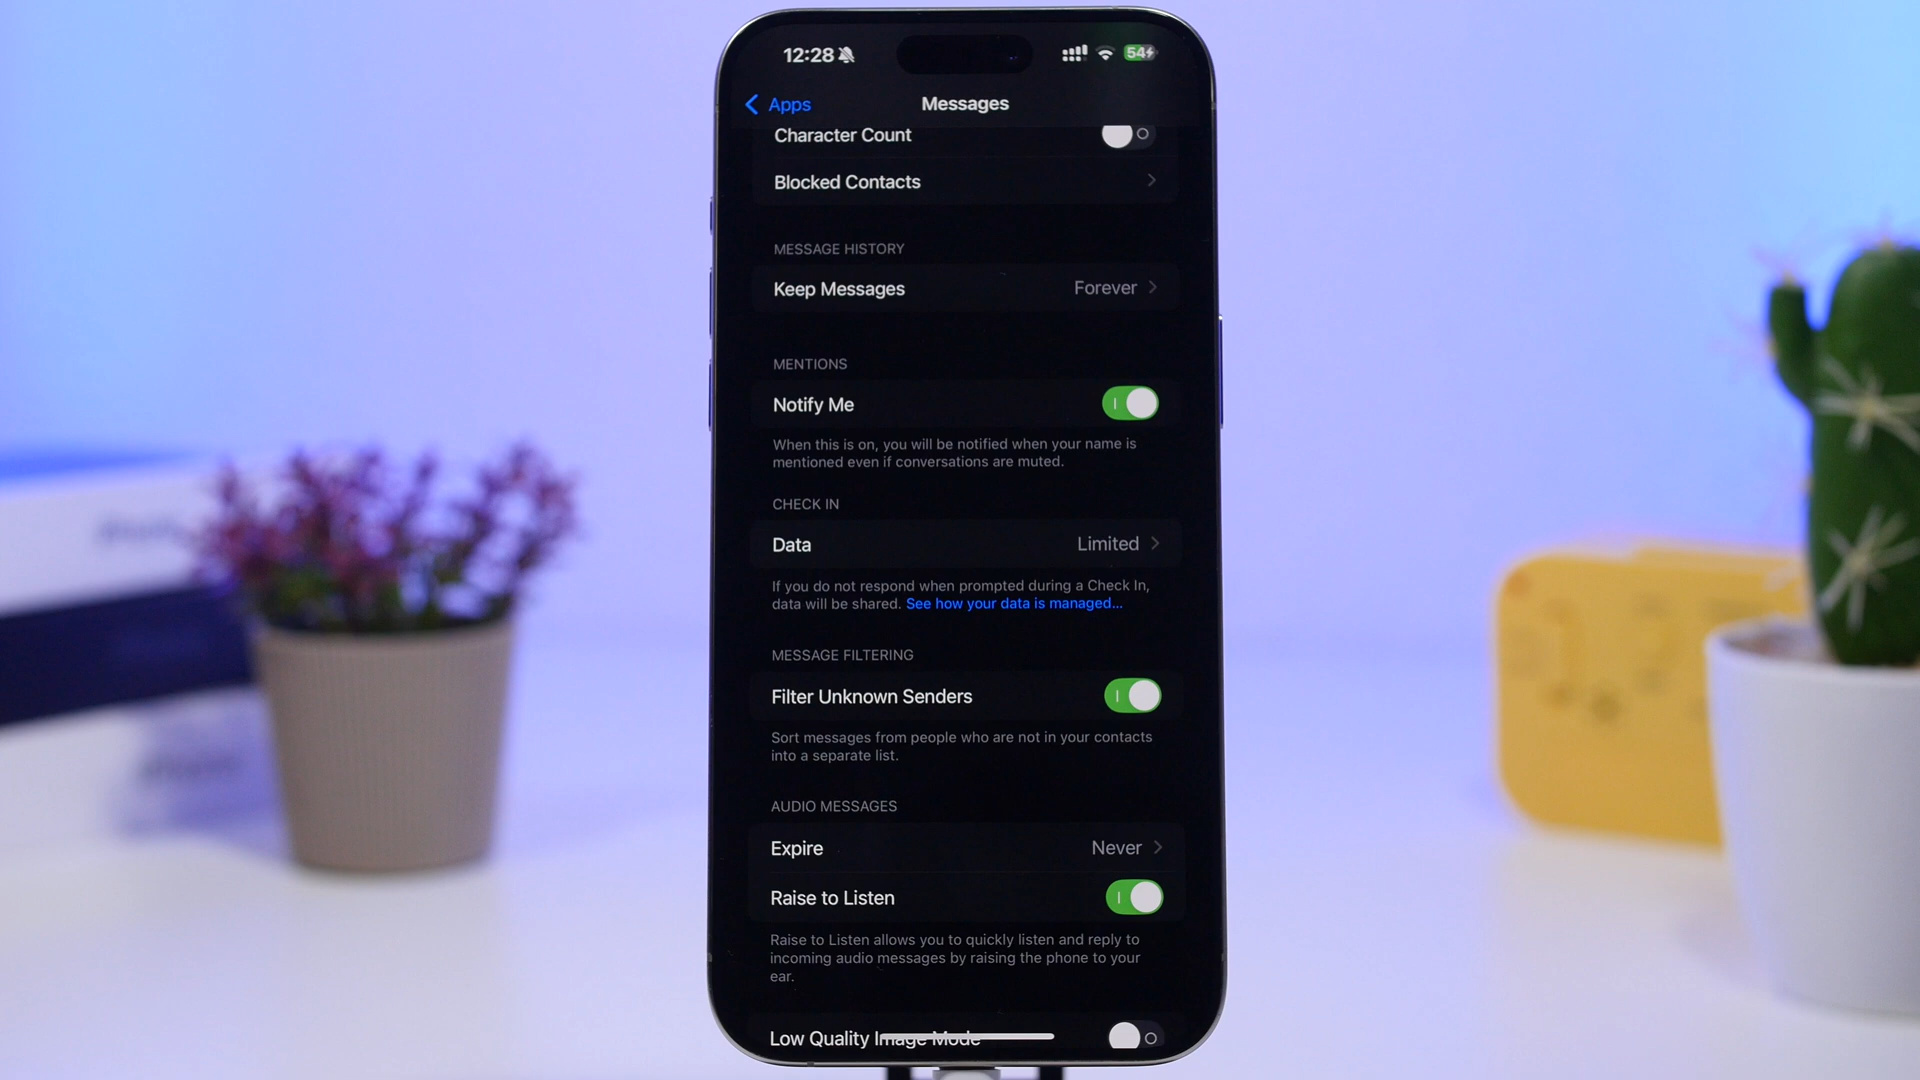 12:28
54
Apps
Messages
Character Count
Blocked Contacts
MESSAGE HISTORY
Keep Messages
Forever
MENTIONS
Notify Me
When this is on, you will be notified when your name is
mentioned even if conversations are muted.
CHECK IN
Data
Limited
If you do not respond when prompted during a Check In,
data will be shared. See how your data is managed...
MESSAGE FILTERING
Filter Unknown Senders
Sort messages from people who are not in your contacts
into a separate list.
AUDIO MESSAGES
Expire
Never
Raise to Listen
Raise to Listen allows you to quickly listen and reply to
incoming audio messages by raising the phone to your
ear.
Low Quality Image Mode